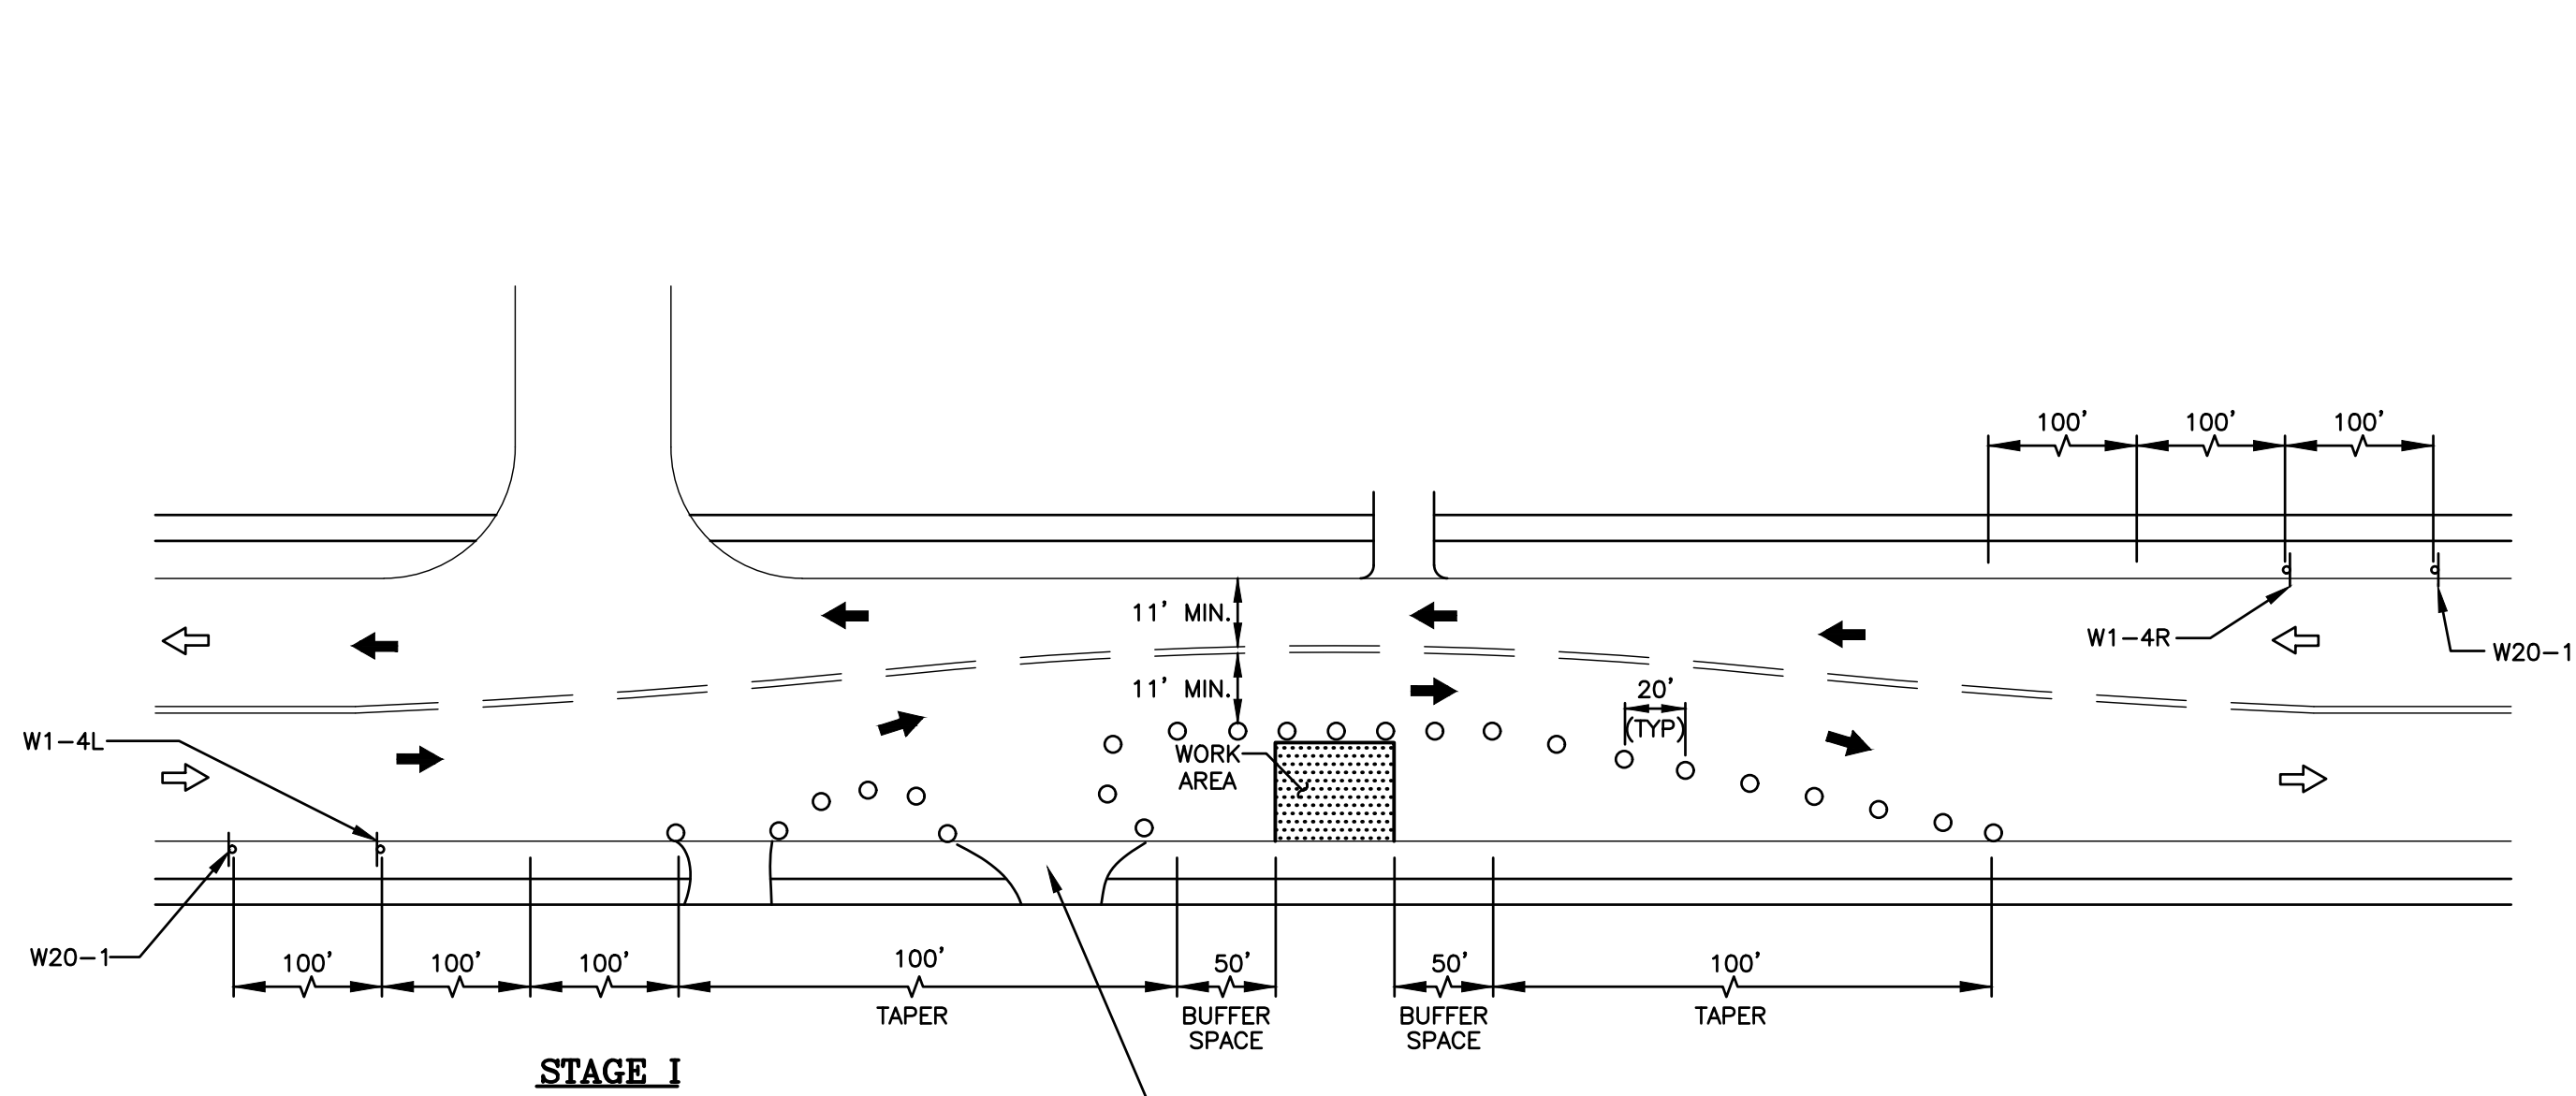 100' 100' 100'
11' MIN.
W1-4R
W20-1
11' MIN.
20'
(TYP)
W1-4L
WORK
AREA
W20-1
100' 100' 100' 100' 50' 50' 100'
TAPER
BUFFER
SPACE
BUFFER
SPACE
TAPER
STAGE I